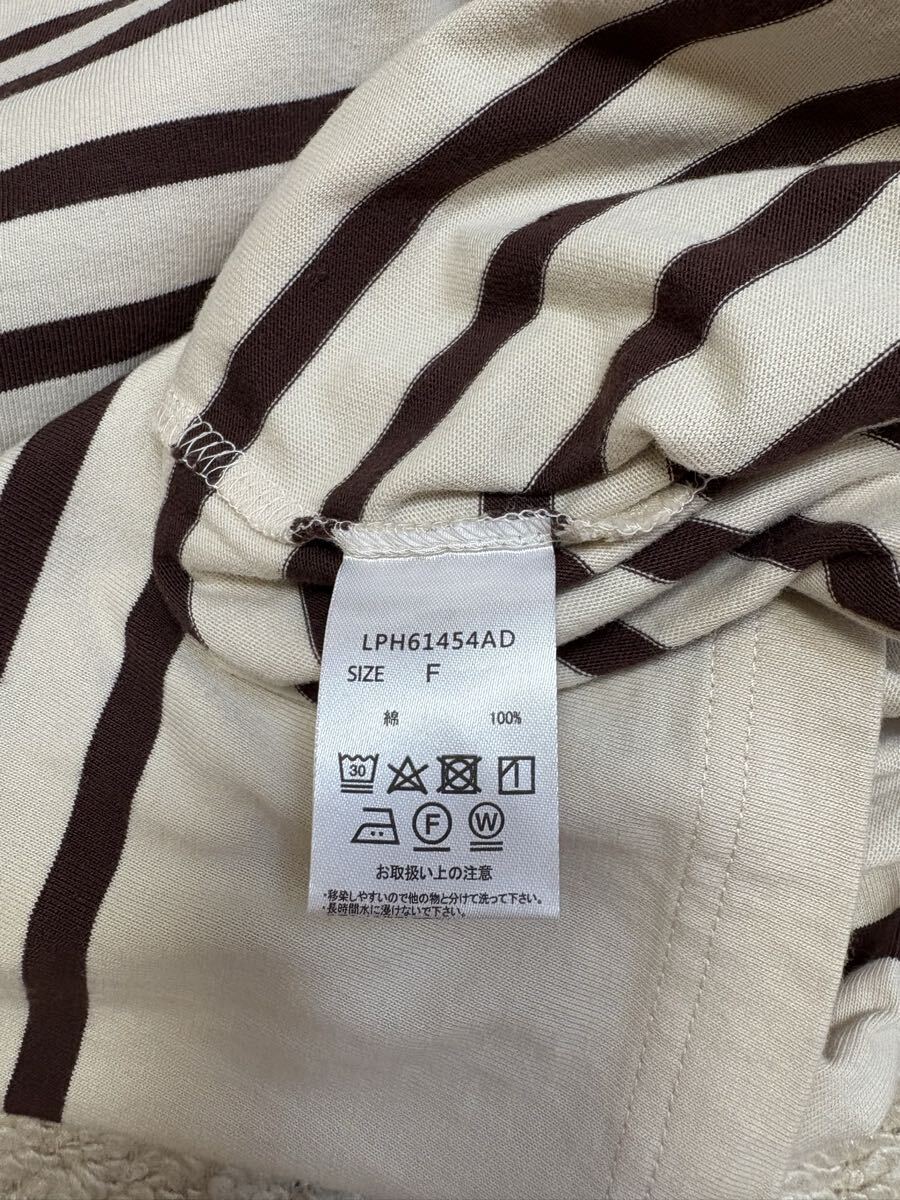 LPH61454AD
SIZE F
綿 100%
30
F W
お取扱い上の注意
・移染しやすいので他の物と分けて洗って下さい。
・長時間水に浸けないで下さい。